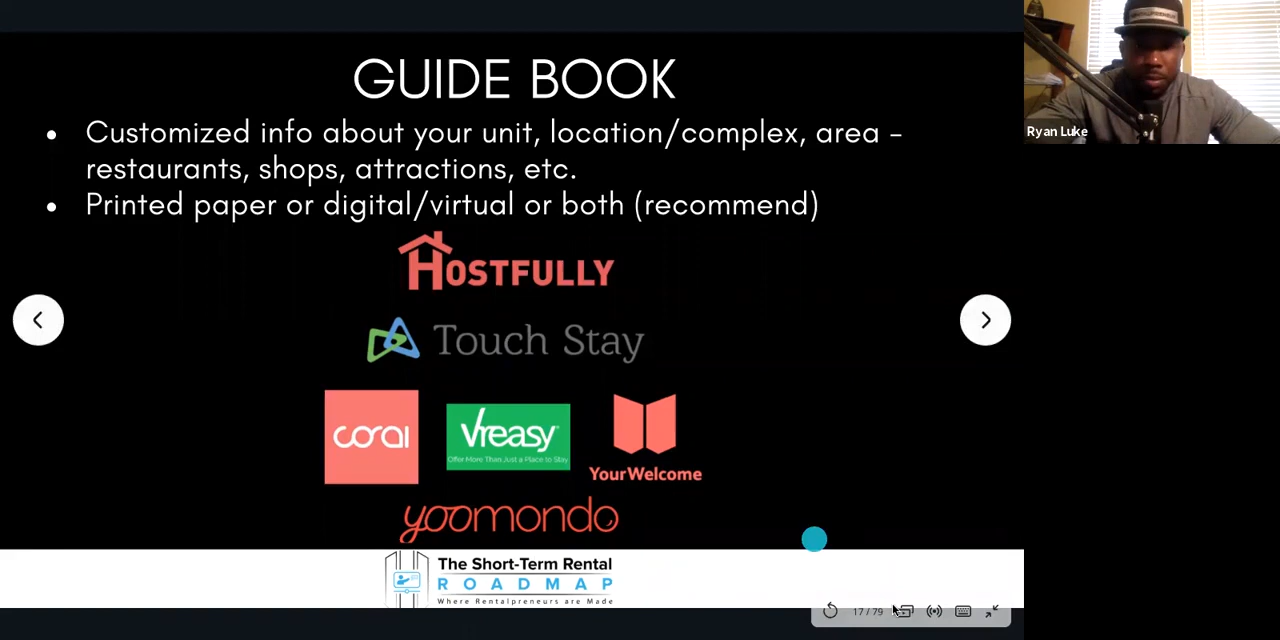 GUIDE BOOK
• Customized info about your unit, location/complex, area –
restaurants, shops, attractions, etc.
• Printed paper or digital/virtual or both (recommend)
HOSTFULLY
Touch Stay
coral
Vreasy
Offer More Than Just a Place to Stay
YourWelcome
yoomondo
The Short-Term Rental
ROADMAP
Where Rentalpreneurs are Made
17 / 79
Ryan Luke